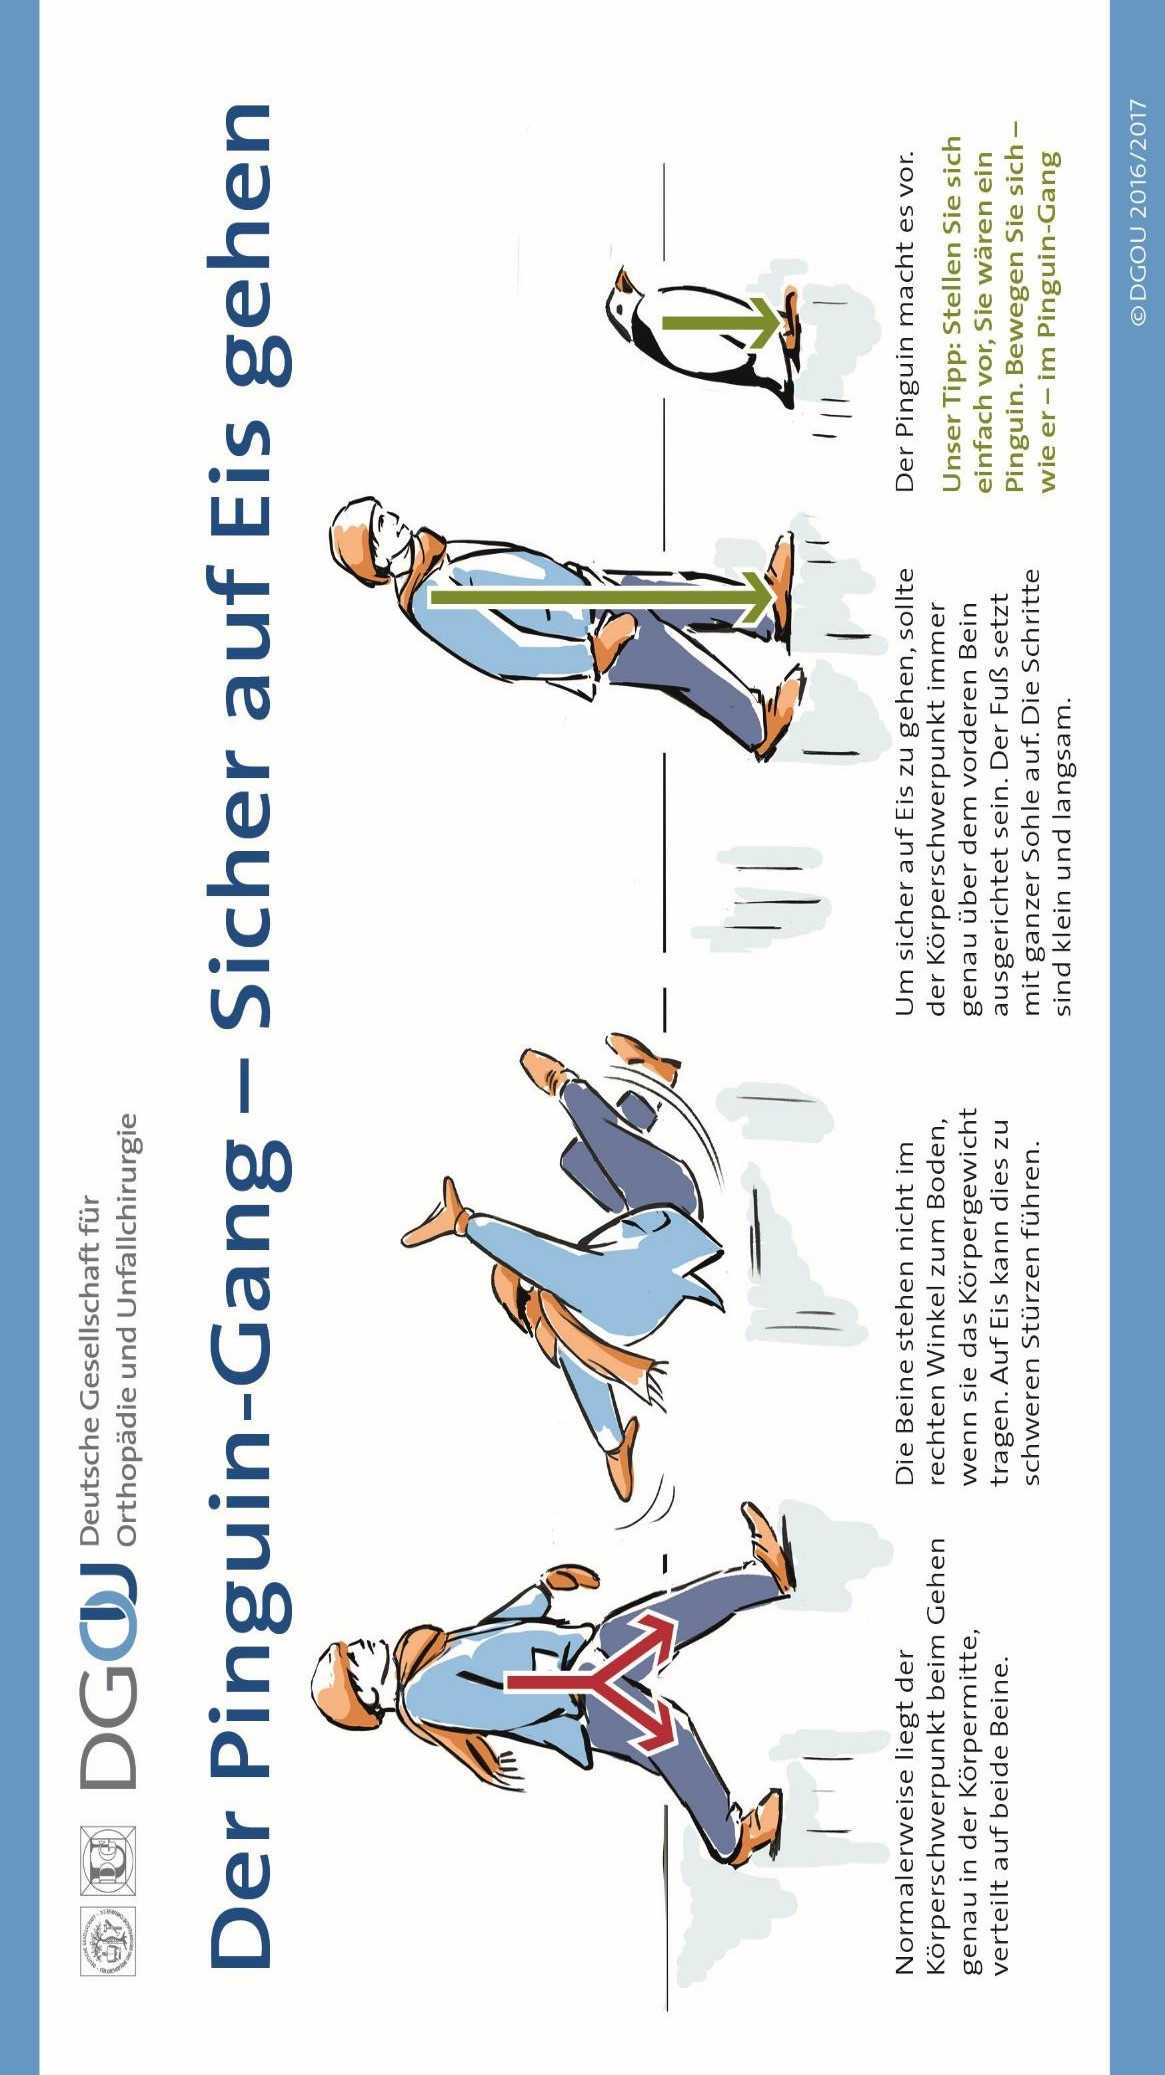 DGOU
Deutsche Gesellschaft für
Orthopädie und Unfallchirurgie
Der Pinguin-Gang – Sicher auf Eis gehen
Normalerweise liegt der
Körperschwerpunkt beim Gehen
genau in der Körpermitte,
verteilt auf beide Beine.
Die Beine stehen nicht im
rechten Winkel zum Boden,
wenn sie das Körpergewicht
tragen. Auf Eis kann dies zu
schweren Stürzen führen.
Um sicher auf Eis zu gehen, sollte
der Körperschwerpunkt immer
genau über dem vorderen Bein
ausgerichtet sein. Der Fuß setzt
mit ganzer Sohle auf. Die Schritte
sind klein und langsam.
Der Pinguin macht es vor.
Unser Tipp: Stellen Sie sich
einfach vor, Sie wären ein
Pinguin. Bewegen Sie sich –
wie er – im Pinguin-Gang
© DGOU 2016/2017